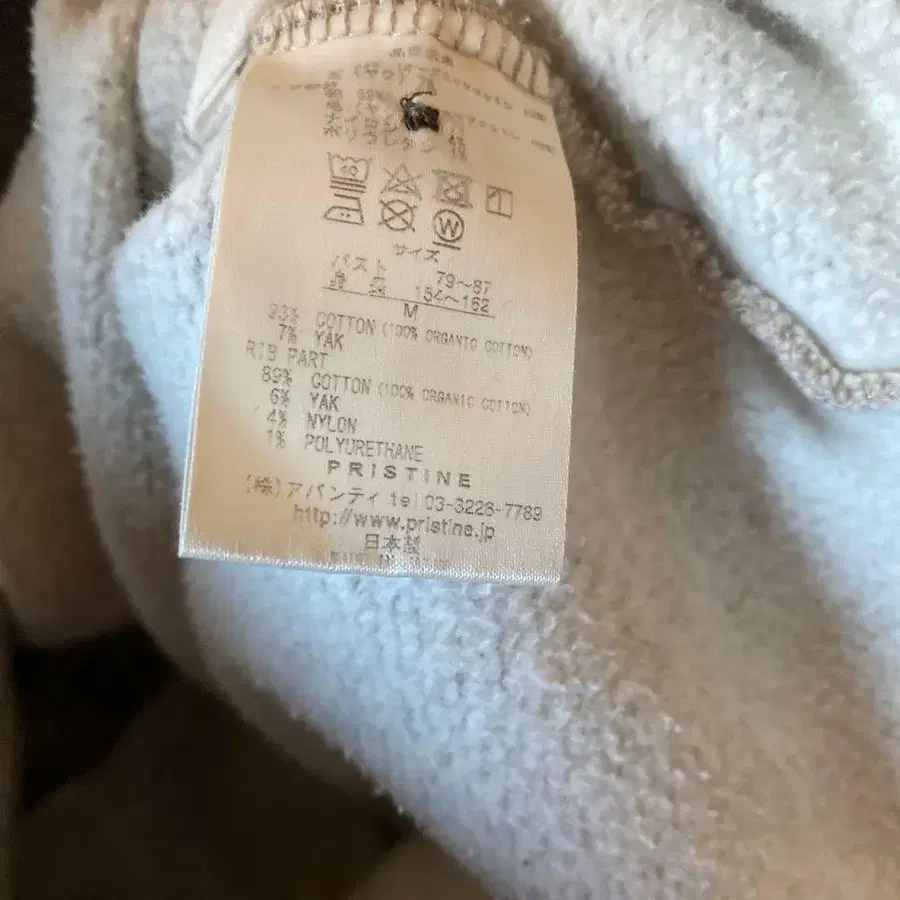 サイズ
バスト 79~87
身長 154~162
M
93% COTTON (100% ORGANIC COTTON)
7% YAK
RIB PART
89% COTTON (100% ORGANIC COTTON)
6% YAK
4% NYLON
1% POLYURETHANE
PRISTINE
(株)アバンティ tel 03-3226-7789
http://www.pristine.jp
日本製